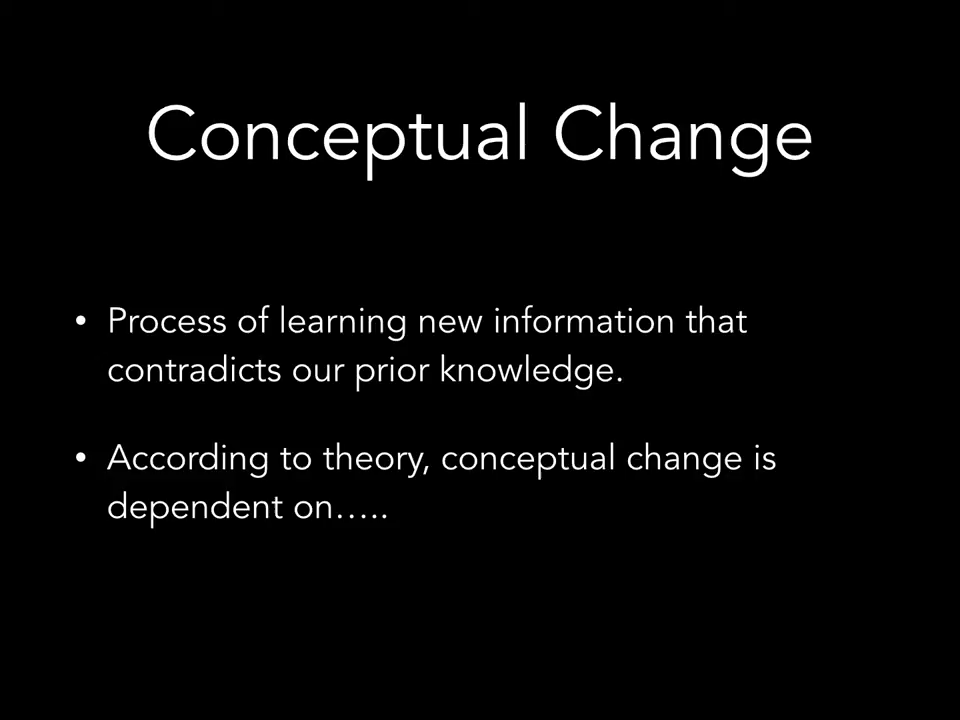 Conceptual Change
• Process of learning new information that
contradicts our prior knowledge.
• According to theory, conceptual change is
dependent on…..